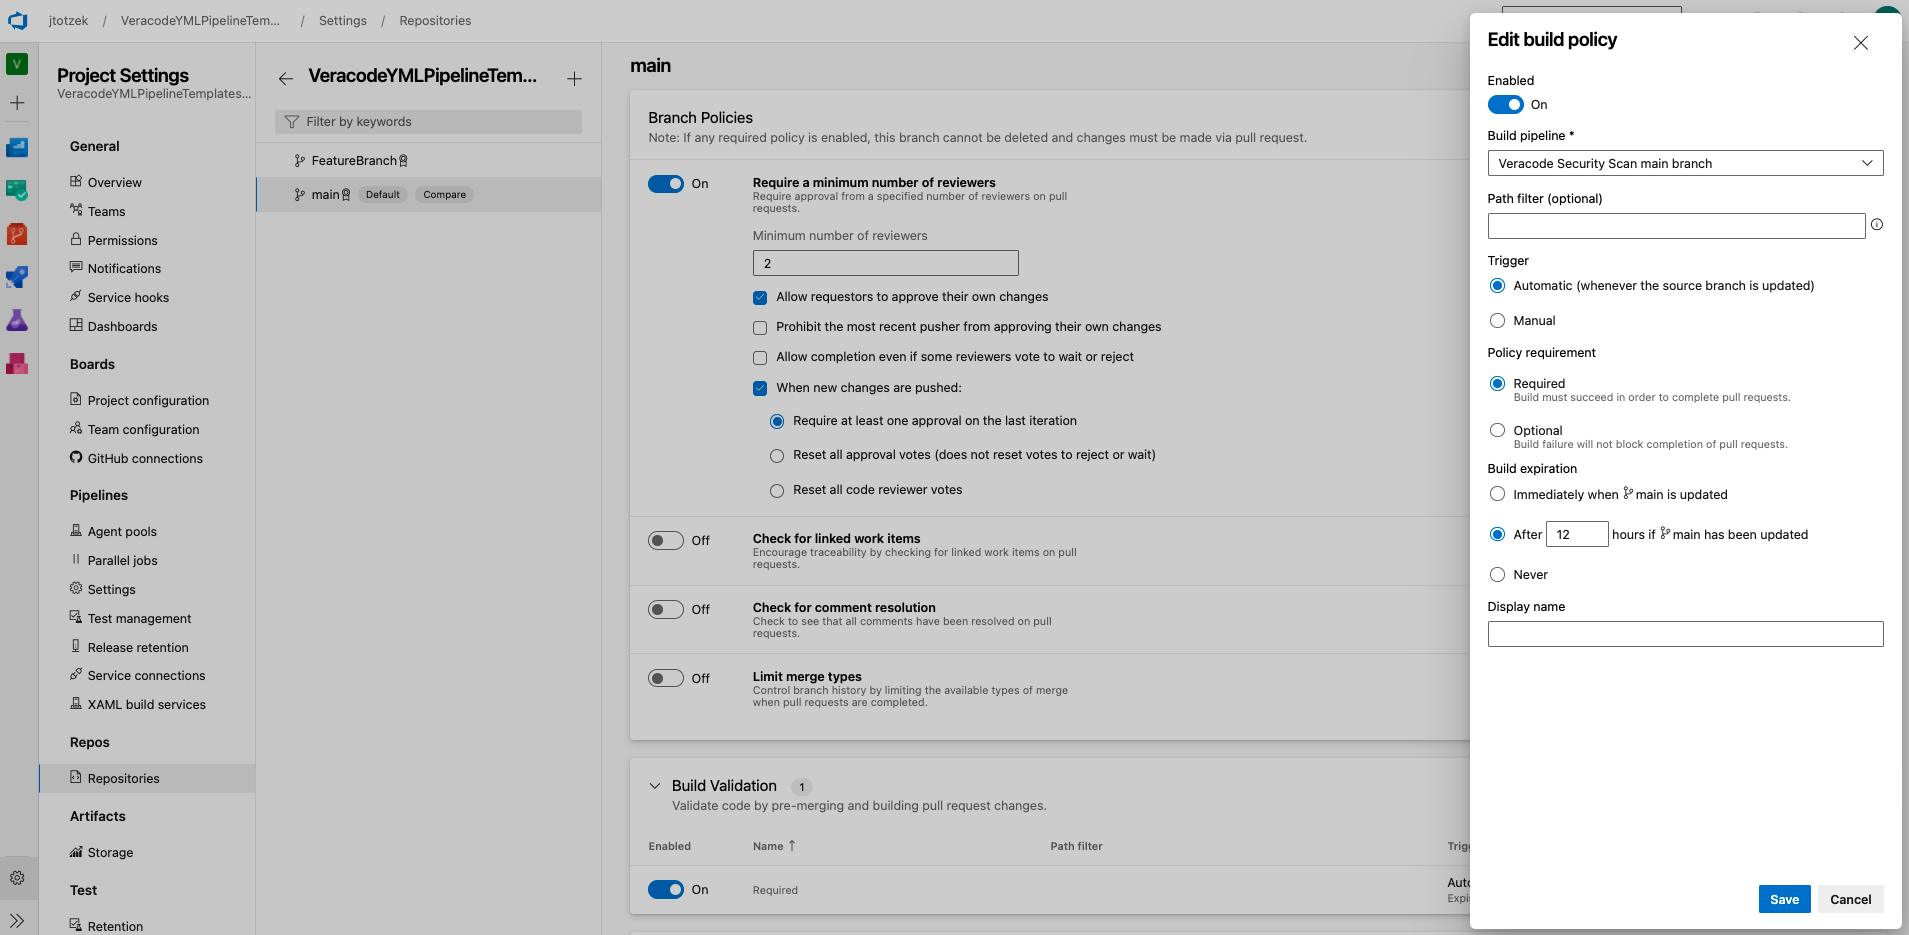 jtotzek / VeracodeYMLPipelineTem... / Settings / Repositories
V
Project Settings
VeracodeYMLPipelineTemplates...
General
Overview
Teams
Permissions
Notifications
Service hooks
Dashboards
Boards
Project configuration
Team configuration
GitHub connections
Pipelines
Agent pools
Parallel jobs
Settings
Test management
Release retention
Service connections
XAML build services
Repos
Repositories
Artifacts
Storage
Test
Retention
VeracodeYMLPipelineTem...
Filter by keywords
FeatureBranch
main Default Compare
main
Branch Policies
Note: If any required policy is enabled, this branch cannot be deleted and changes must be made via pull request.
On
Require a minimum number of reviewers
Require approval from a specified number of reviewers on pull
requests.
Minimum number of reviewers
2
Allow requestors to approve their own changes
Prohibit the most recent pusher from approving their own changes
Allow completion even if some reviewers vote to wait or reject
When new changes are pushed:
Require at least one approval on the last iteration
Reset all approval votes (does not reset votes to reject or wait)
Reset all code reviewer votes
Off
Check for linked work items
Encourage traceability by checking for linked work items on pull
requests.
Off
Check for comment resolution
Check to see that all comments have been resolved on pull
requests.
Off
Limit merge types
Control branch history by limiting the available types of merge
when pull requests are completed.
Build Validation 1
Validate code by pre-merging and building pull request changes.
Enabled Name Path filter Trig
On Required Auto
Expi
Edit build policy
Enabled
On
Build pipeline *
Veracode Security Scan main branch
Path filter (optional)
Trigger
Automatic (whenever the source branch is updated)
Manual
Policy requirement
Required
Build must succeed in order to complete pull requests.
Optional
Build failure will not block completion of pull requests.
Build expiration
Immediately when main is updated
After 12 hours if main has been updated
Never
Display name
Save Cancel